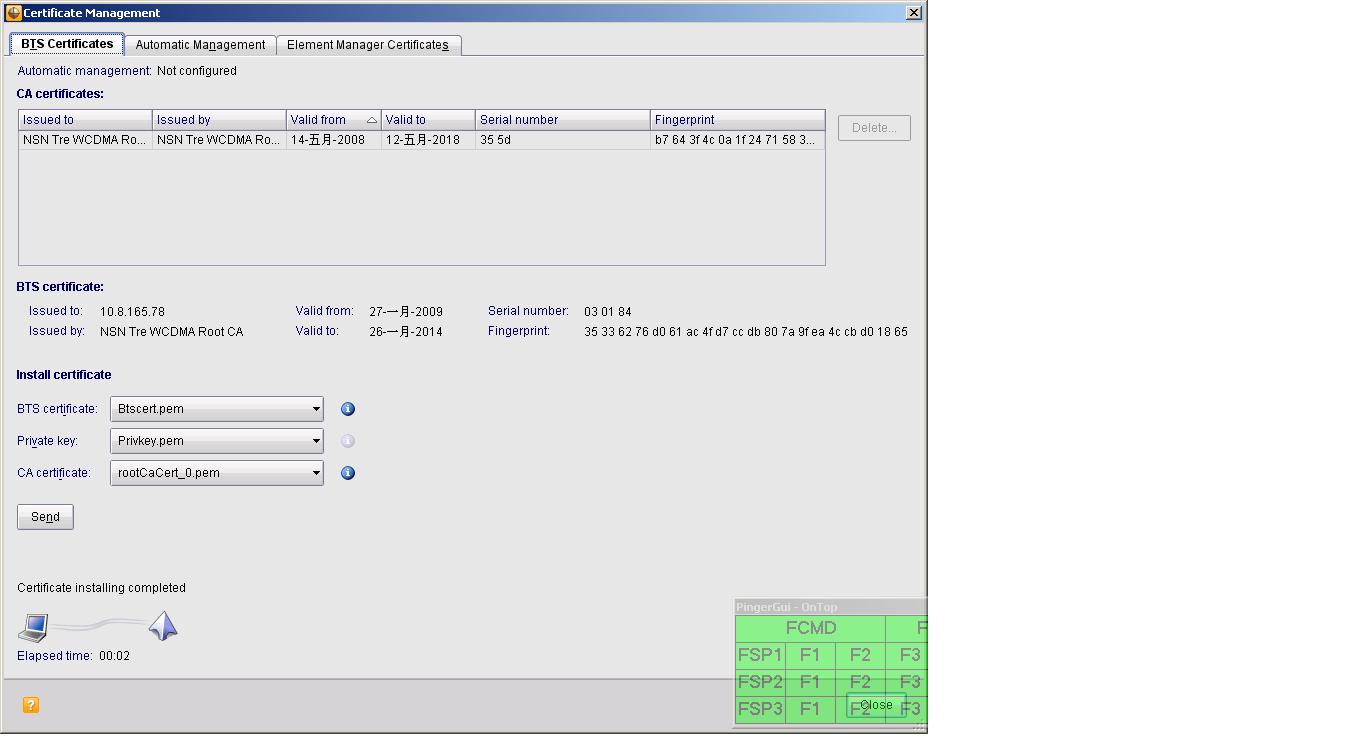 Certificate Management
BTS Certificates Automatic Management Element Manager Certificates
Automatic management: Not configured
CA certificates:
Issued to Issued by Valid from Valid to Serial number Fingerprint
NSN Tre WCDMA Ro... NSN Tre WCDMA Ro... 14-五月-2008 12-五月-2018 35 5d b7 64 3f 4c 0a 1f 24 71 58 3...
Delete...
BTS certificate:
Issued to: 10.8.165.78 Valid from: 27-一月-2009 Serial number: 03 01 84
Issued by: NSN Tre WCDMA Root CA Valid to: 26-一月-2014 Fingerprint: 35 33 62 76 d0 61 ac 4f d7 cc db 80 7a 9f ea 4c cb d0 18 65
Install certificate
BTS certificate: Btscert.pem
Private key: Privkey.pem
CA certificate: rootCaCert_0.pem
Send
Certificate installing completed
Elapsed time: 00:02
PingerGui - OnTop
FCMD F
FSP1 F1 F2 F3
FSP2 F1 F2 F3
FSP3 F1 F2 F3
Close